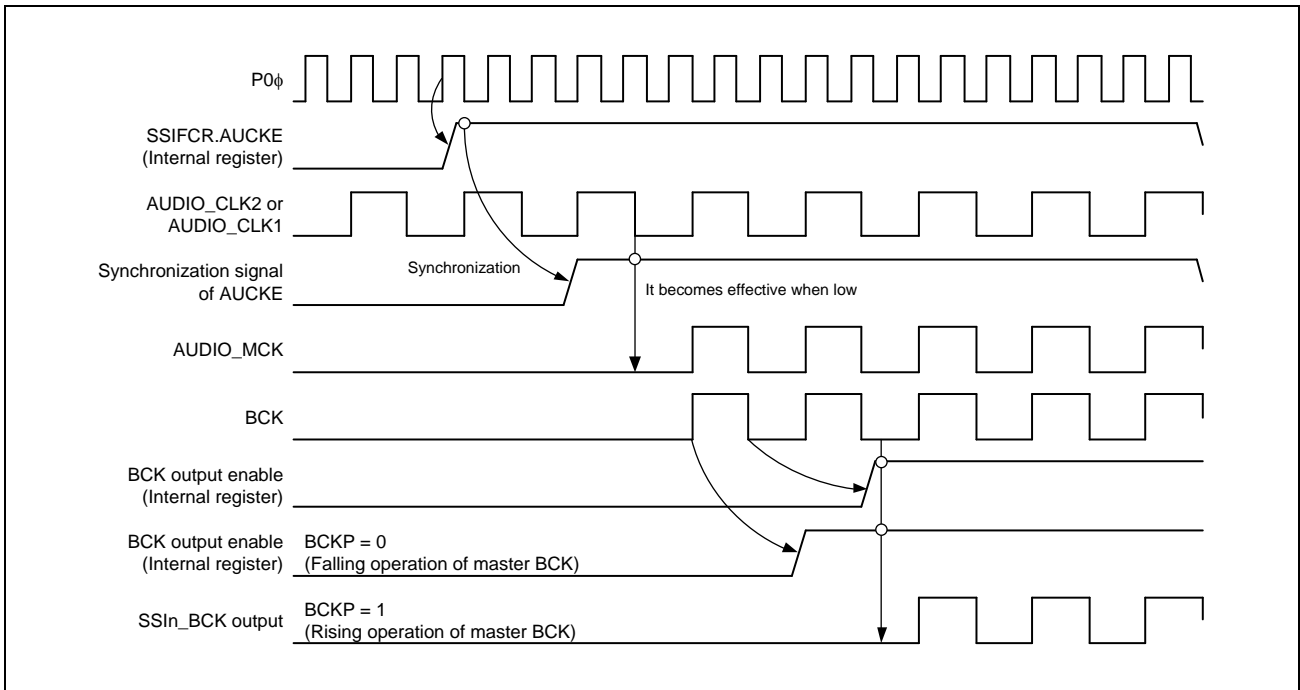 P0ϕ
SSIFCR.AUCKE
(Internal register)
AUDIO_CLK2 or
AUDIO_CLK1
Synchronization signal
of AUCKE
Synchronization
It becomes effective when low
AUDIO_MCK
BCK
BCK output enable
(Internal register)
BCK output enable
(Internal register)
BCKP = 0
(Falling operation of master BCK)
SSIn_BCK output
BCKP = 1
(Rising operation of master BCK)